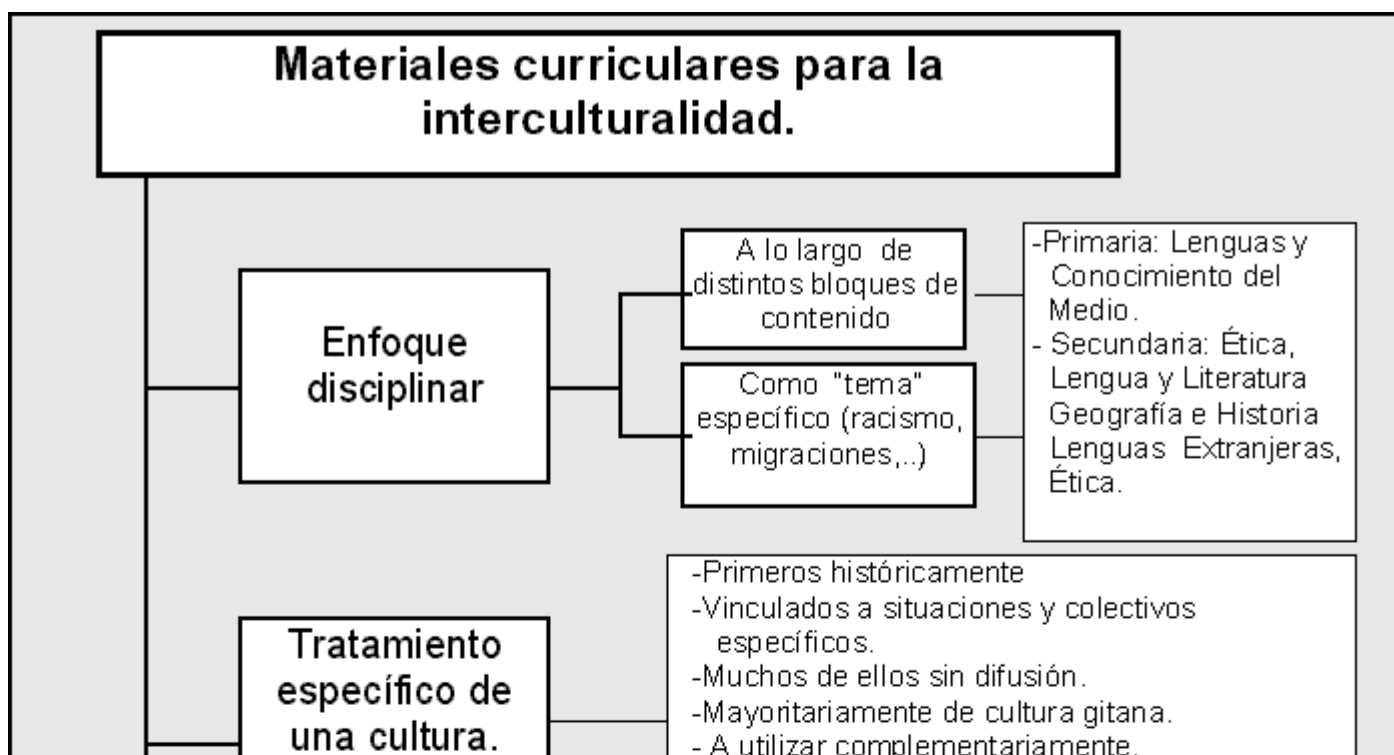 Materiales curriculares para la
interculturalidad.
Enfoque
disciplinar
A lo largo de
distintos bloques de
contenido
Como "tema"
específico (racismo,
migraciones,..)
-Primaria: Lenguas y
Conocimiento del
Medio.
- Secundaria: Ética,
Lengua y Literatura
Geografía e Historia
Lenguas Extranjeras,
Ética.
Tratamiento
específico de
una cultura.
-Primeros históricamente
-Vinculados a situaciones y colectivos
específicos.
-Muchos de ellos sin difusión.
-Mayoritariamente de cultura gitana.
- A utilizar complementariamente.